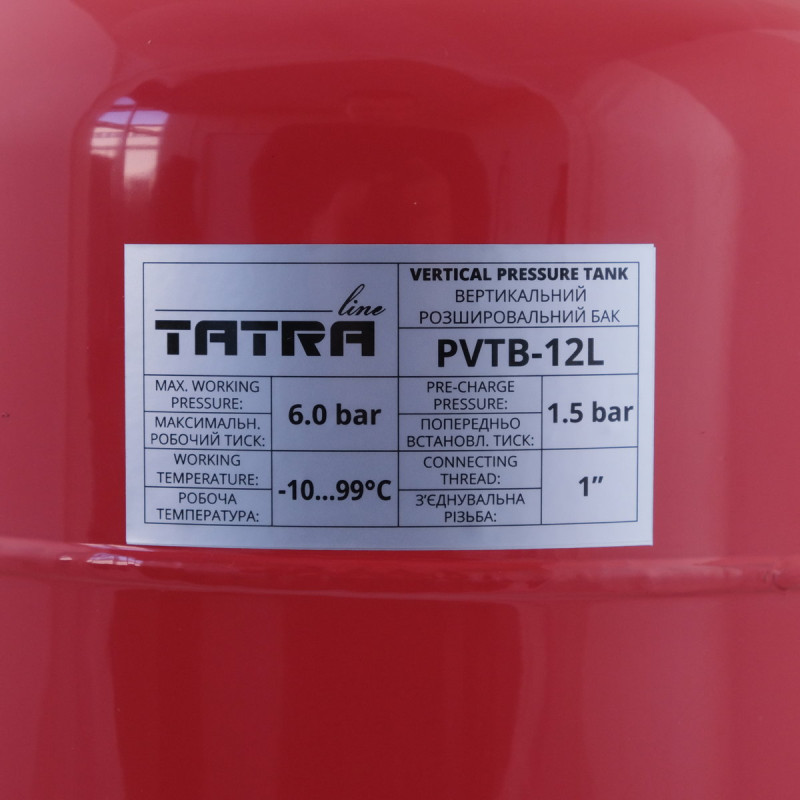 line
TATRA
VERTICAL PRESSURE TANK
ВЕРТИКАЛЬНИЙ
РОЗШИРОВАЛЬНИЙ БАК
PVTB-12L
MAX. WORKING
PRESSURE:
МАКСИМАЛЬН.
РОБОЧИЙ ТИСК:
6.0 bar
PRE-CHARGE
PRESSURE:
ПОПЕРЕДНЬО
ВСТАНОВЛ. ТИСК:
1.5 bar
WORKING
TEMPERATURE:
РОБОЧА
ТЕМПЕРАТУРА:
-10...99°C
CONNECTING
THREAD:
З’ЄДНУВАЛЬНА
РІЗЬБА:
1”